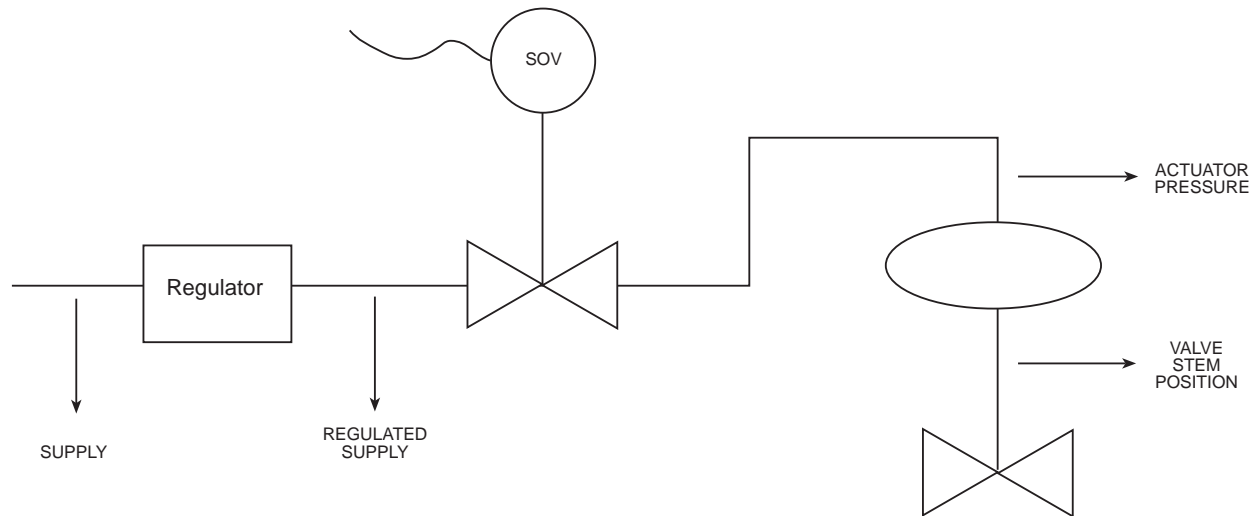 SOV
ACTUATOR
PRESSURE
Regulator
VALVE
STEM
POSITION
REGULATED
SUPPLY
SUPPLY